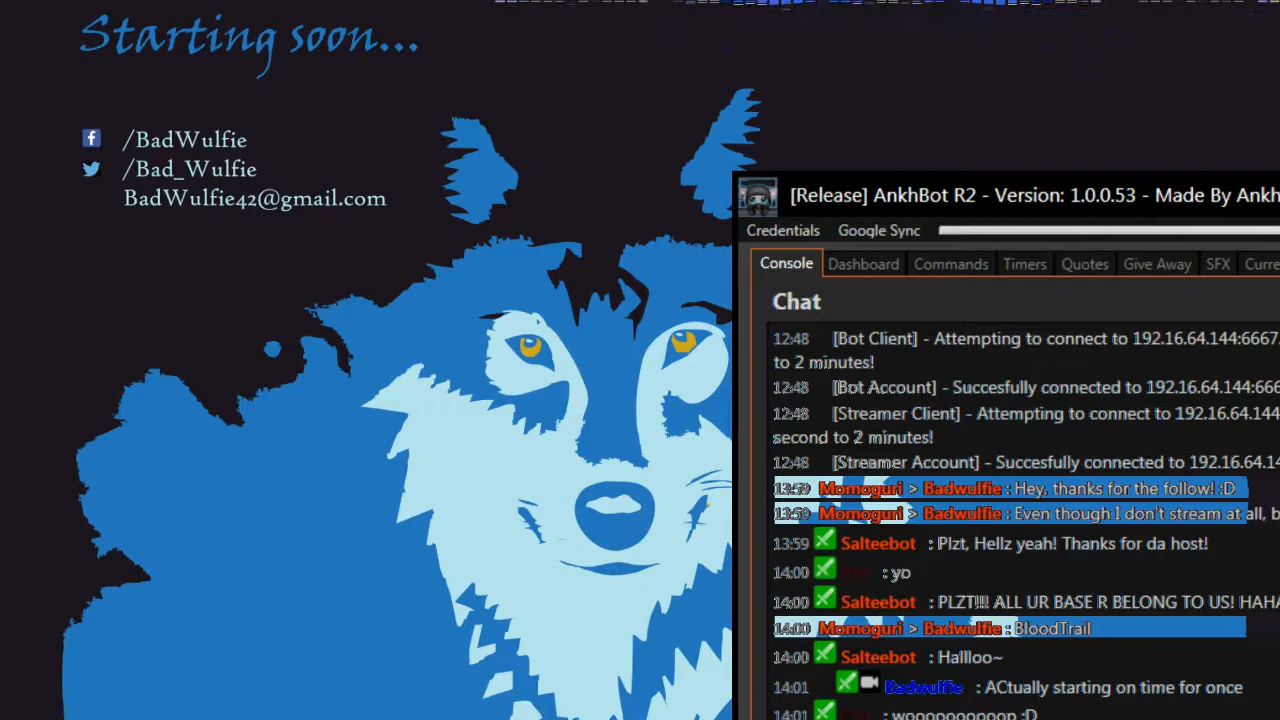 Starting soon...
/BadWulfie
/Bad_Wulfie
BadWulfie42@gmail.com
[Release] AnkhBot R2 - Version: 1.0.0.53 - Made By Ankh
Credentials Google Sync
Console Dashboard Commands Timers Quotes Give Away SFX Curre
Chat
12:48 [Bot Client] - Attempting to connect to 192.16.64.144:6667.
to 2 minutes!
12:48 [Bot Account] - Succesfully connected to 192.16.64.144:666
12:48 [Streamer Client] - Attempting to connect to 192.16.64.144
second to 2 minutes!
12:48 [Streamer Account] - Succesfully connected to 192.16.64.14
13:59 Momoguri > Badwulfie : Hey, thanks for the follow! :D
13:59 Momoguri > Badwulfie : Even though I don't stream at all, b
13:59 Salteebot : Plzt, Hellz yeah! Thanks for da host!
14:00 : yo
14:00 Salteebot : PLZT!!! ALL UR BASE R BELONG TO US! HAHA
14:00 Momoguri > Badwulfie : BloodTrail
14:00 Salteebot : Hallloo~
14:01 Badwulfie : ACtually starting on time for once
14:01 : woooooooooop :D